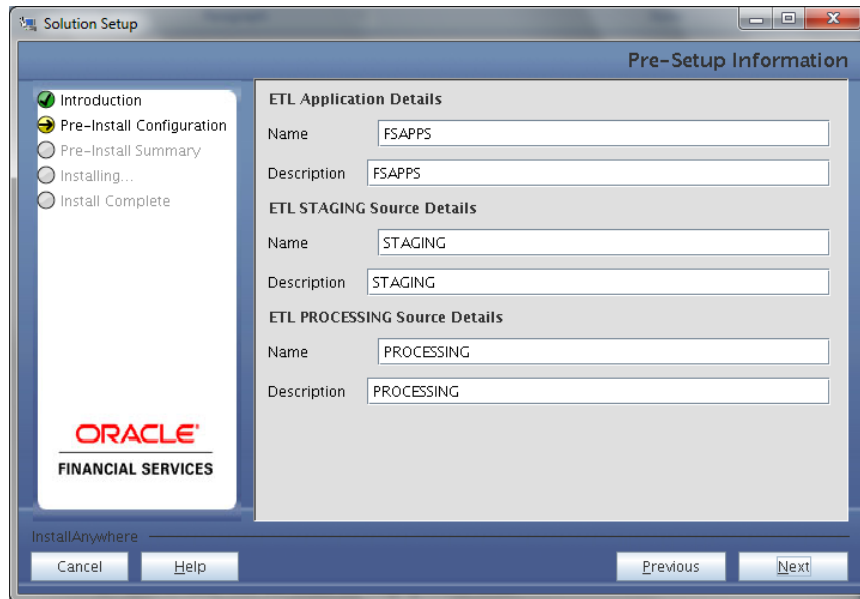 Solution Setup
Pre-Setup Information
Introduction
Pre-Install Configuration
Pre-Install Summary
Installing...
Install Complete
ORACLE'
FINANCIAL SERVICES
ETL Application Details
Name FSAPPS
Description FSAPPS
ETL STAGING Source Details
Name STAGING
Description STAGING
ETL PROCESSING Source Details
Name PROCESSING
Description PROCESSING
InstallAnywhere
Cancel Help Previous Next